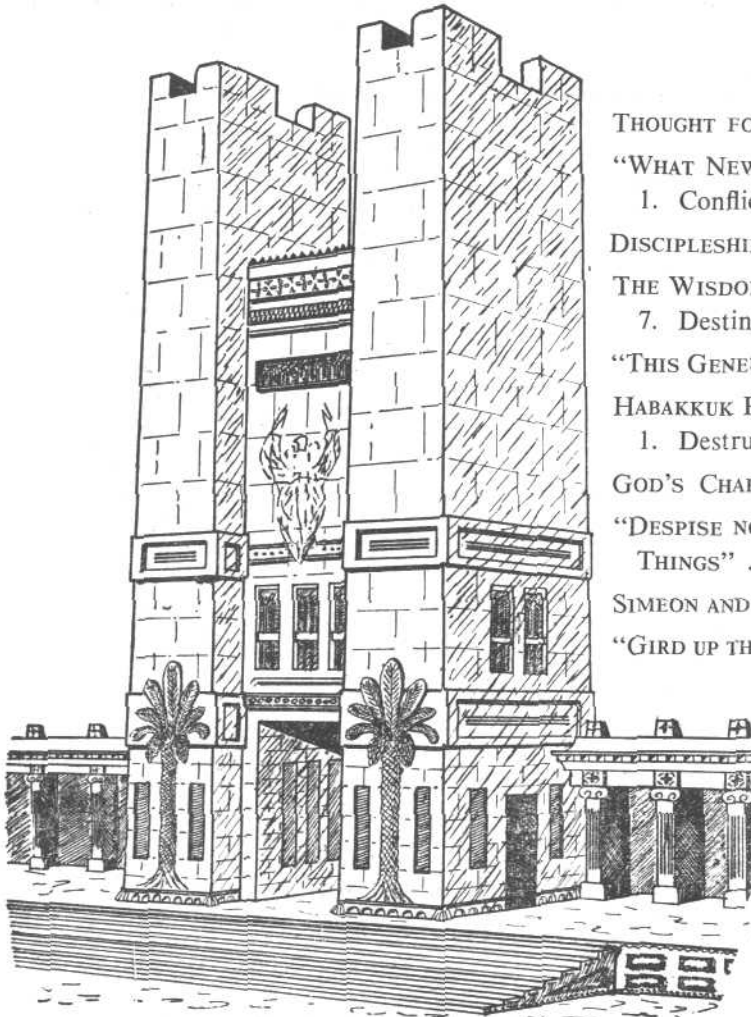 THOUGHT FO
“WHAT NEW
1. Conflic
DISCIPLESHI
THE WISDO
7. Destin
“THIS GENE
HABAKKUK
1. Destru
GOD’S CHA
“DESPISE NO
THINGS” .
SIMEON AND
“GIRD UP TH